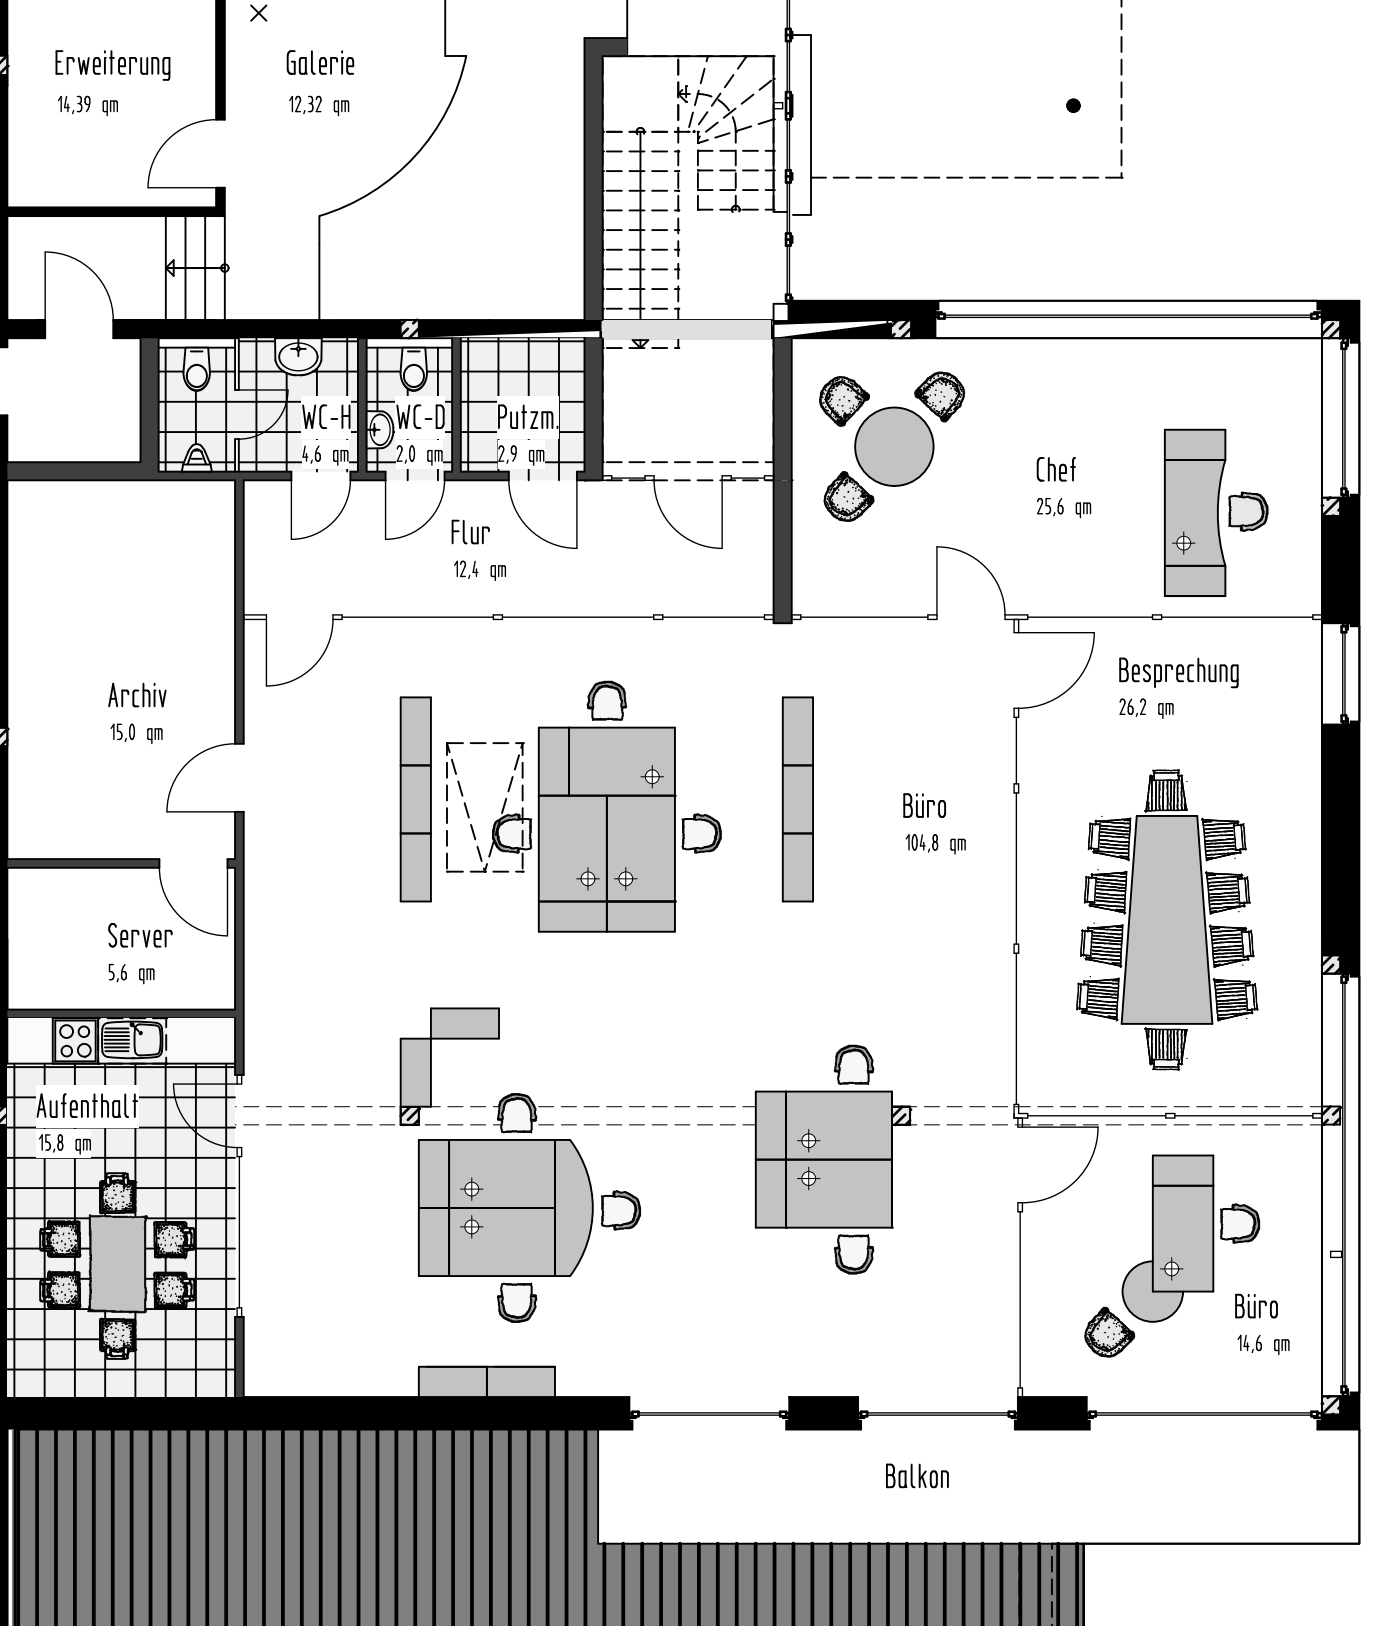 Erweiterung
14,39 qm
Galerie
12,32 qm
WC-H
4,6 qm
WC-D
2,0 qm
Putzm.
2,9 qm
Flur
12,4 qm
Chef
25,6 qm
Archiv
15,0 qm
Besprechung
26,2 qm
Büro
104,8 qm
Server
5,6 qm
Aufenthalt
15,8 qm
Büro
14,6 qm
Balkon